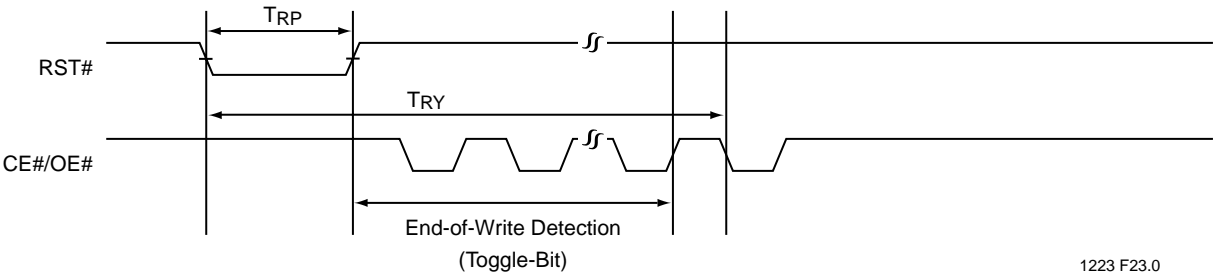 TRP
RST#
TRY
CE#/OE#
End-of-Write Detection
(Toggle-Bit)
1223 F23.0